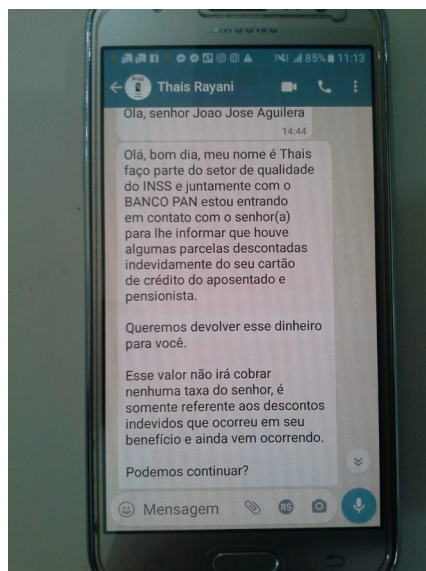 SAMSUNG
85% 11:13
Thais Rayani
Ola, senhor Joao Jose Aguilera
14:44
Olá, bom dia, meu nome é Thais
faço parte do setor de qualidade
do INSS e juntamente com o
BANCO PAN estou entrando
em contato com o senhor(a)
para lhe informar que houve
algumas parcelas descontadas
indevidamente do seu cartão
de crédito do aposentado e
pensionista.
Queremos devolver esse dinheiro
para você.
Esse valor não irá cobrar
nenhuma taxa do senhor, é
somente referente aos descontos
indevidos que ocorreu em seu
benefício e ainda vem ocorrendo.
Podemos continuar?
Mensagem
R$